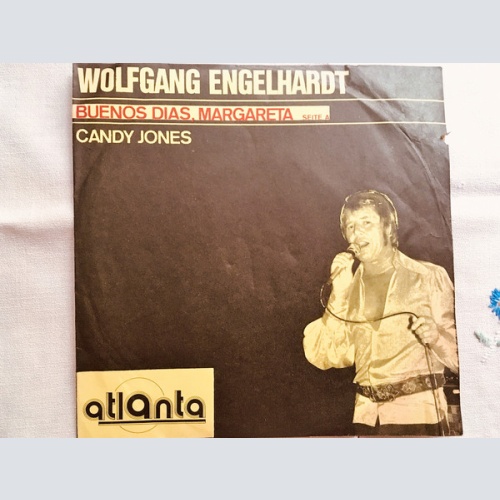 WOLFGANG ENGELHARDT
BUENOS DIAS, MARGARETA SEITE A
CANDY JONES
atlanta